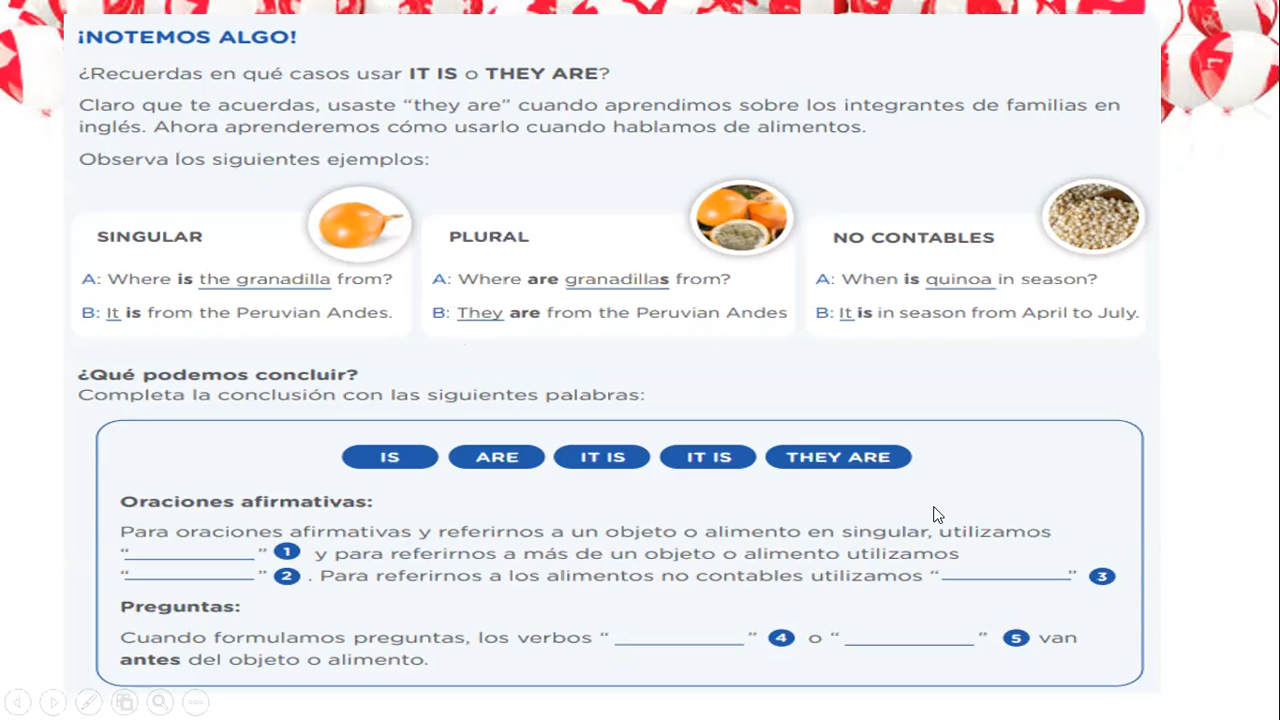 ¡NOTEMOS ALGO!
¿Recuerdas en qué casos usar IT IS o THEY ARE?
Claro que te acuerdas, usaste “they are” cuando aprendimos sobre los integrantes de familias en
inglés. Ahora aprenderemos cómo usarlo cuando hablamos de alimentos.
Observa los siguientes ejemplos:
SINGULAR
A: Where is the granadilla from?
B: It is from the Peruvian Andes.
PLURAL
A: Where are granadillas from?
B: They are from the Peruvian Andes
NO CONTABLES
A: When is quinoa in season?
B: It is in season from April to July.
¿Qué podemos concluir?
Completa la conclusión con las siguientes palabras:
IS ARE IT IS IT IS THEY ARE
Oraciones afirmativas:
Para oraciones afirmativas y referirnos a un objeto o alimento en singular, utilizamos
“___________” 1 y para referirnos a más de un objeto o alimento utilizamos
“___________” 2 . Para referirnos a los alimentos no contables utilizamos “___________” 3
Preguntas:
Cuando formulamos preguntas, los verbos “___________” 4 o “___________” 5 van
antes del objeto o alimento.